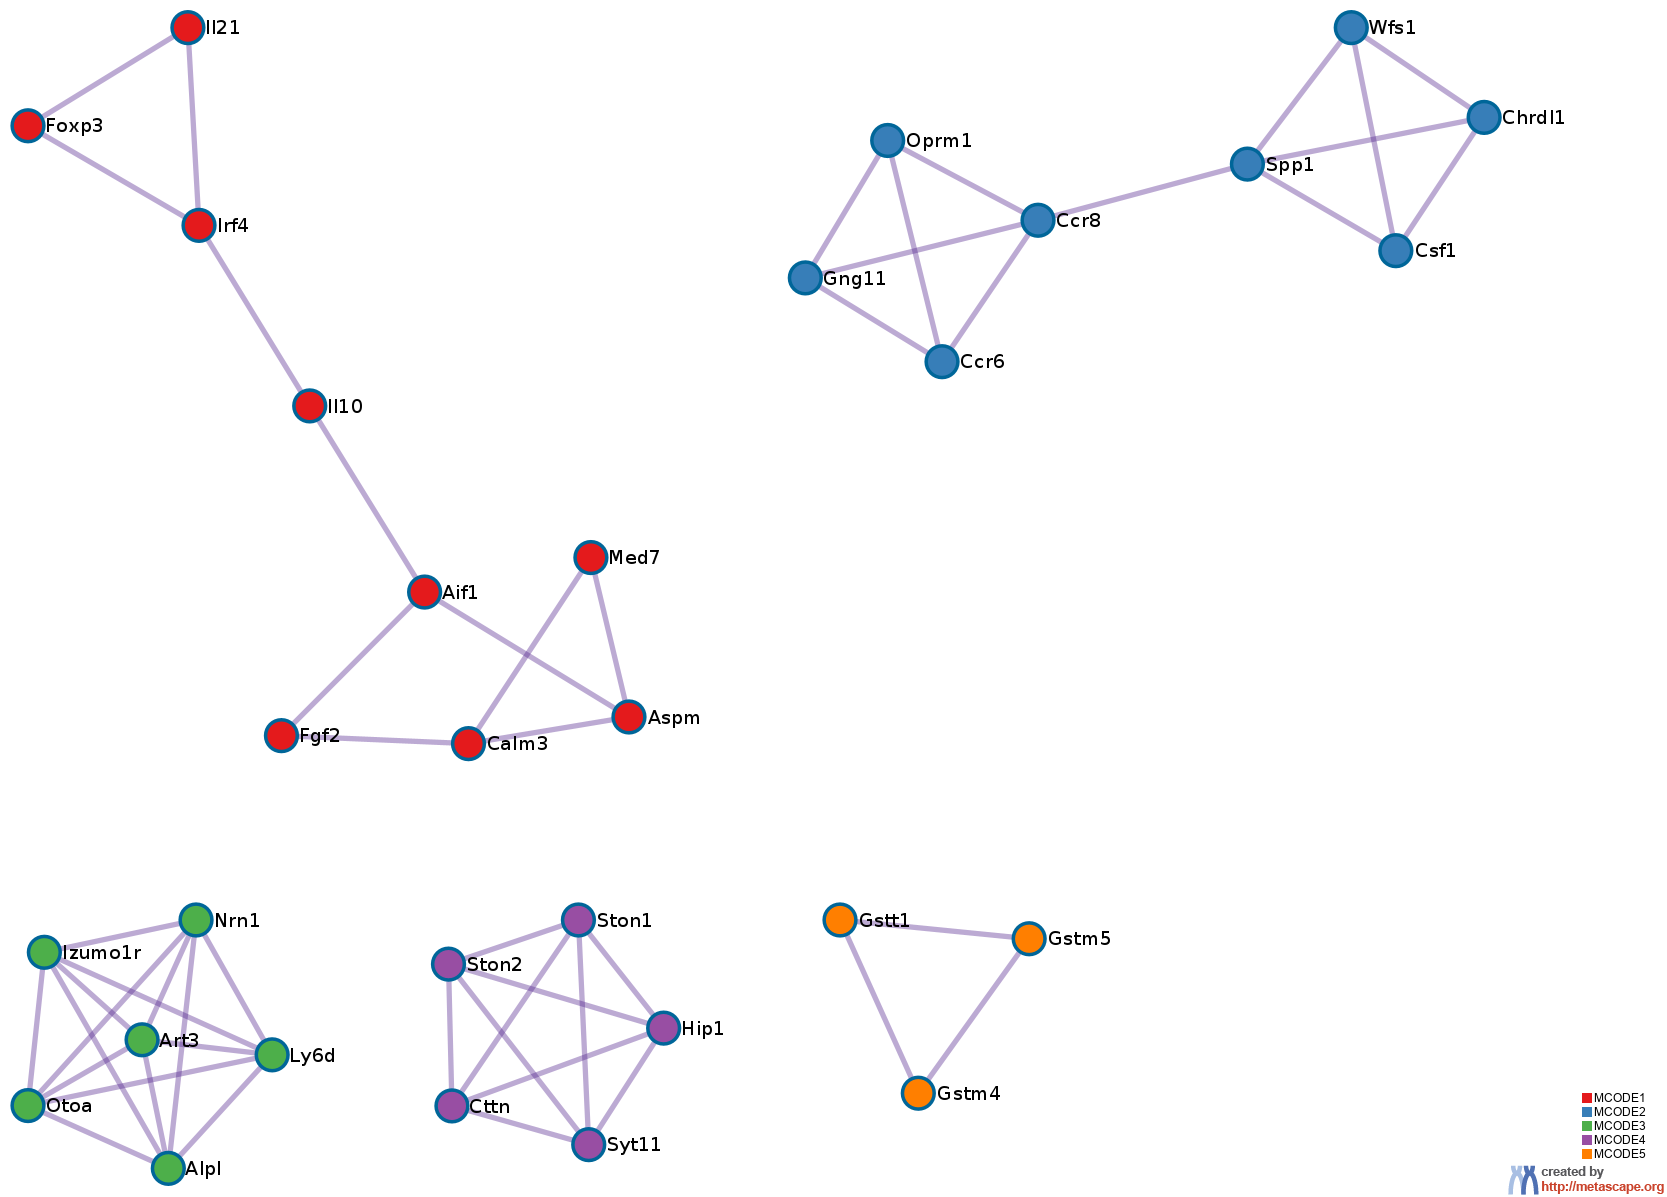 Il21
Foxp3
Irf4
Il10
Aif1
Med7
Fgf2
Calm3
Aspm
Wfs1
Chrdl1
Oprm1
Spp1
Ccr8
Csf1
Gng11
Ccr6
Nrn1
Izumo1r
Art3
Ly6d
Otoa
Alpl
Ston1
Ston2
Hip1
Cttn
Syt11
Gstt1
Gstm5
Gstm4
MCODE1
MCODE2
MCODE3
MCODE4
MCODE5
created by
http://metascape.org